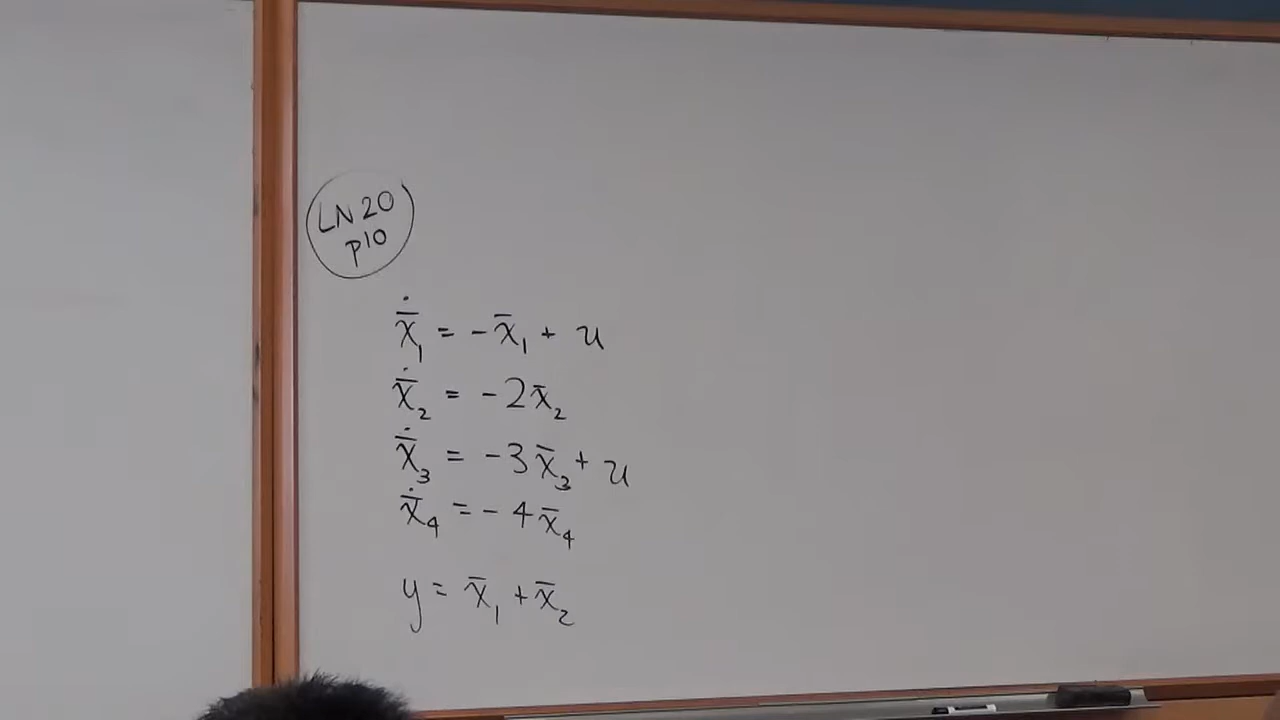 LN 20
p10
ẋ̄₁ = -x̄₁ + u
ẋ̄₂ = -2x̄₂
ẋ̄₃ = -3x̄₃ + u
ẋ̄₄ = -4x̄₄
y = x̄₁ + x̄₂